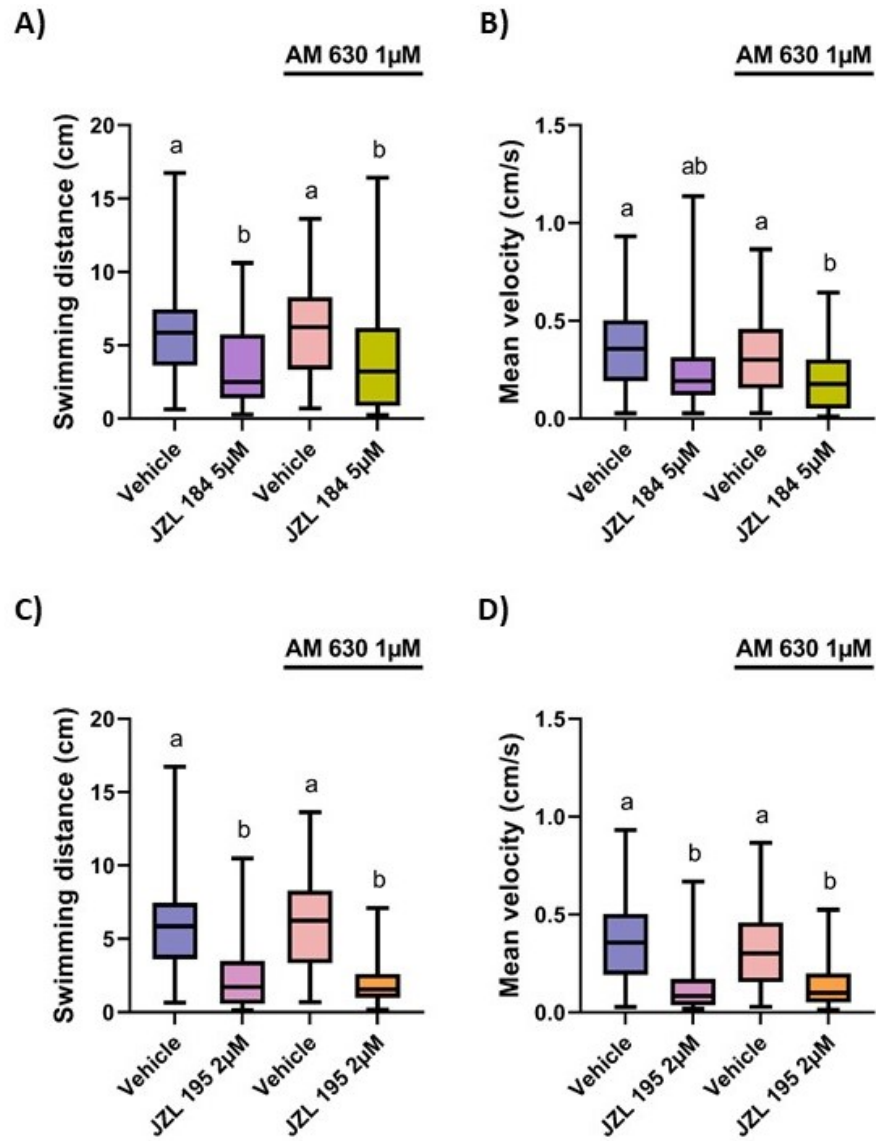 A)
AM 630 1µM
Swimming distance (cm)
20
15
10
5
0
a
b
a
b
Vehicle
JZL 184 5µM
Vehicle
JZL 184 5µM
B)
AM 630 1µM
Mean velocity (cm/s)
1.5
1.0
0.5
0.0
a
ab
a
b
Vehicle
JZL 184 5µM
Vehicle
JZL 184 5µM
C)
AM 630 1µM
Swimming distance (cm)
20
15
10
5
0
a
b
a
b
Vehicle
JZL 195 2µM
Vehicle
JZL 195 2µM
D)
AM 630 1µM
Mean velocity (cm/s)
1.5
1.0
0.5
0.0
a
b
a
b
Vehicle
JZL 195 2µM
Vehicle
JZL 195 2µM